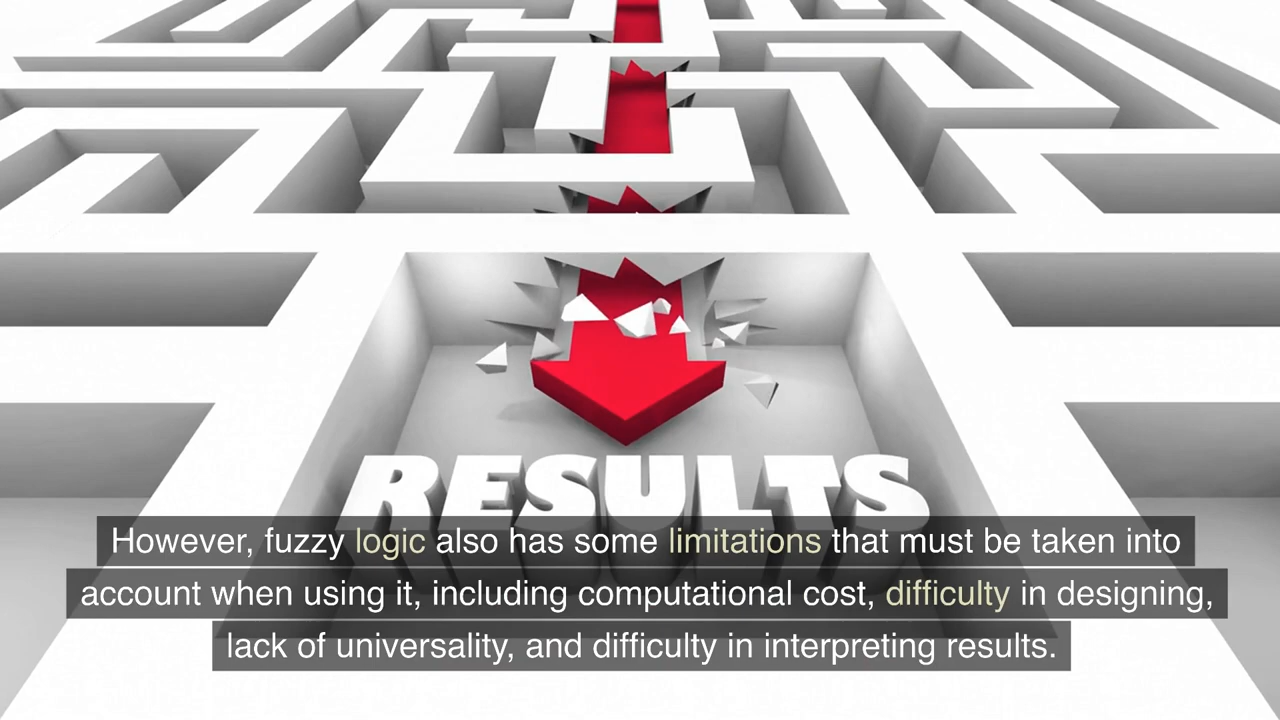 RESULTS
However, fuzzy logic also has some limitations that must be taken into
account when using it, including computational cost, difficulty in designing,
lack of universality, and difficulty in interpreting results.